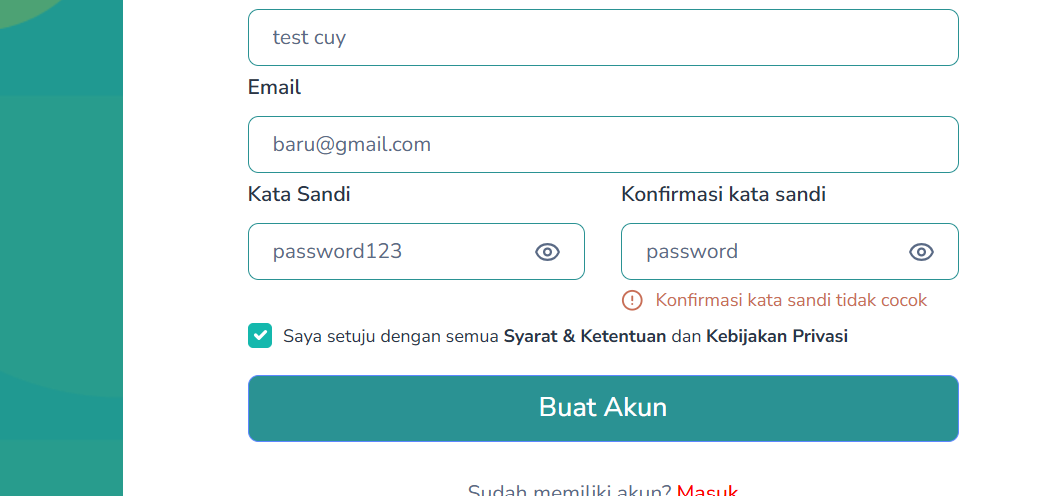 test cuy
Email
baru@gmail.com
Kata Sandi
Konfirmasi kata sandi
password123
password
Konfirmasi kata sandi tidak cocok
Saya setuju dengan semua Syarat & Ketentuan dan Kebijakan Privasi
Buat Akun
Sudah memiliki akun? Masuk